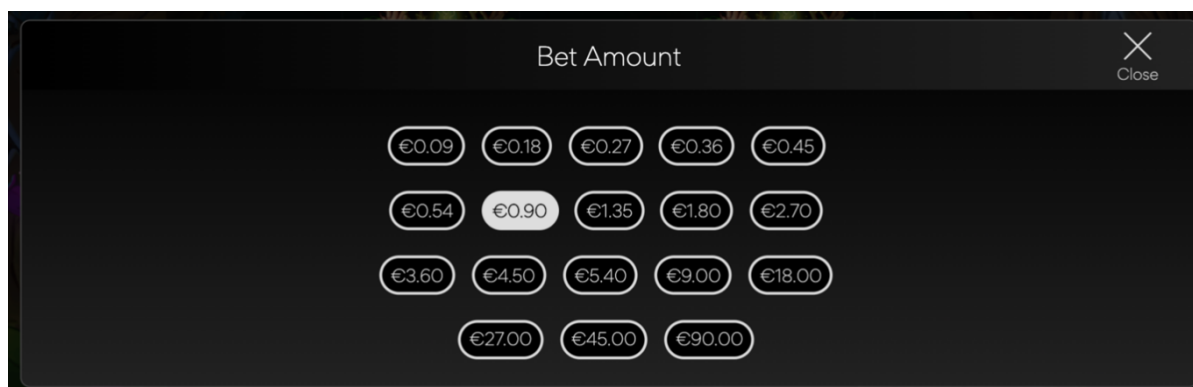 Bet Amount
Close
€0.09 €0.18 €0.27 €0.36 €0.45
€0.54 €0.90 €1.35 €1.80 €2.70
€3.60 €4.50 €5.40 €9.00 €18.00
€27.00 €45.00 €90.00